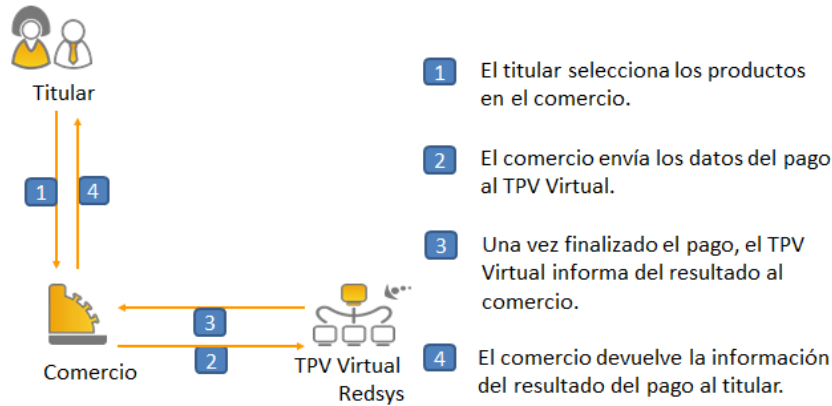 Titular
1
4
3
2
Comercio
TPV Virtual
Redsys
1
El titular selecciona los productos
en el comercio.
2
El comercio envía los datos del pago
al TPV Virtual.
3
Una vez finalizado el pago, el TPV
Virtual informa del resultado al
comercio.
4
El comercio devuelve la información
del resultado del pago al titular.